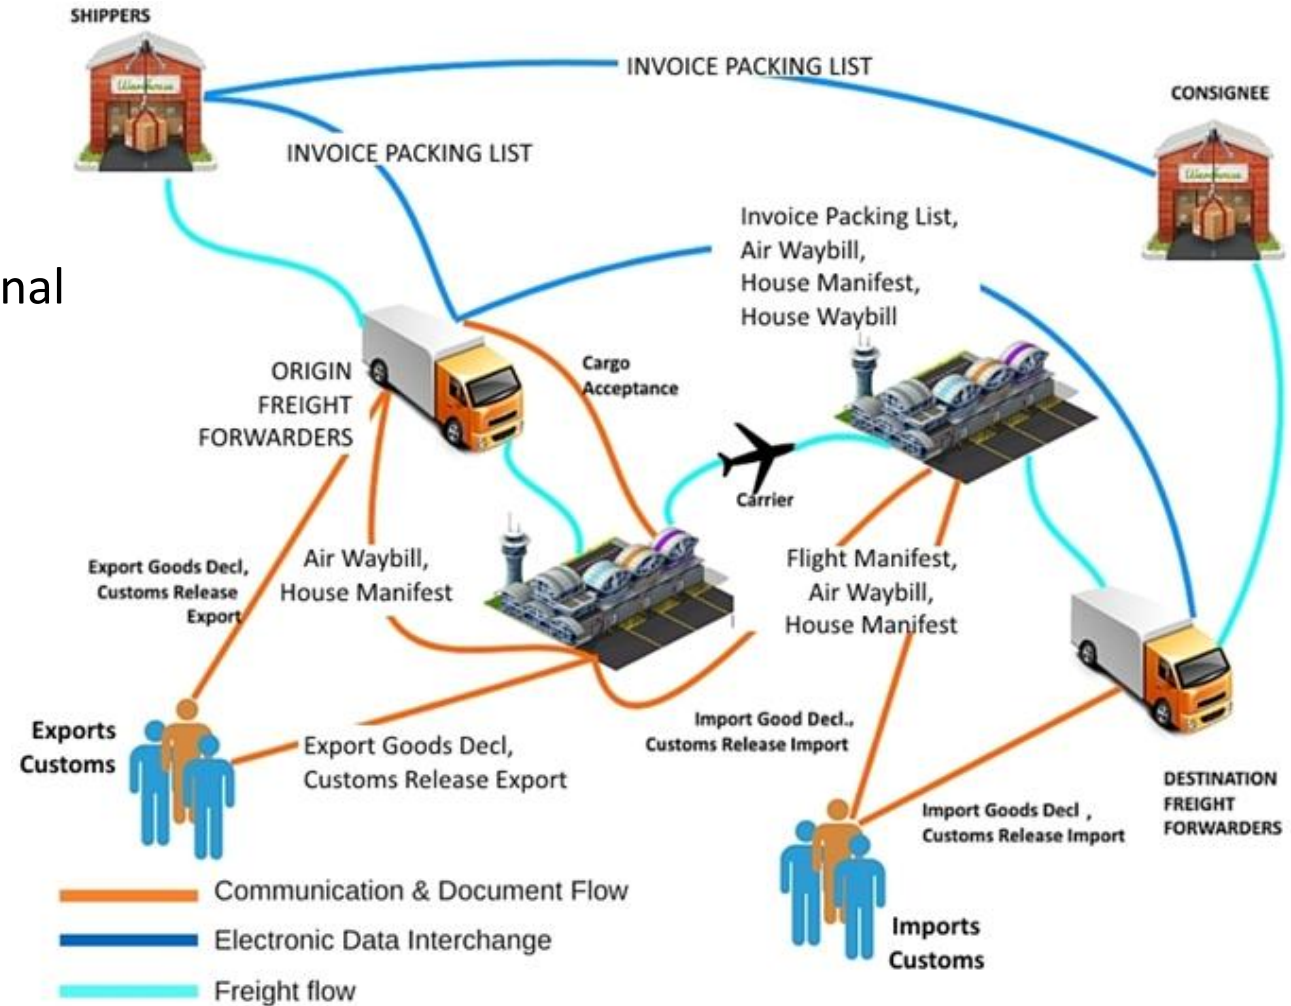 SHIPPERS
Warehouse
INVOICE PACKING LIST
CONSIGNEE
Warehouse
INVOICE PACKING LIST
Invoice Packing List,
Air Waybill,
House Manifest,
House Waybill
nal
ORIGIN
FREIGHT
FORWARDERS
Cargo
Acceptance
Carrier
Export Goods Decl,
Customs Release
Export
Air Waybill,
House Manifest
Flight Manifest,
Air Waybill,
House Manifest
Exports
Customs
Export Goods Decl,
Customs Release Export
Import Good Decl.,
Customs Release Import
Import Goods Decl ,
Customs Release Import
DESTINATION
FREIGHT
FORWARDERS
Imports
Customs
Communication & Document Flow
Electronic Data Interchange
Freight flow